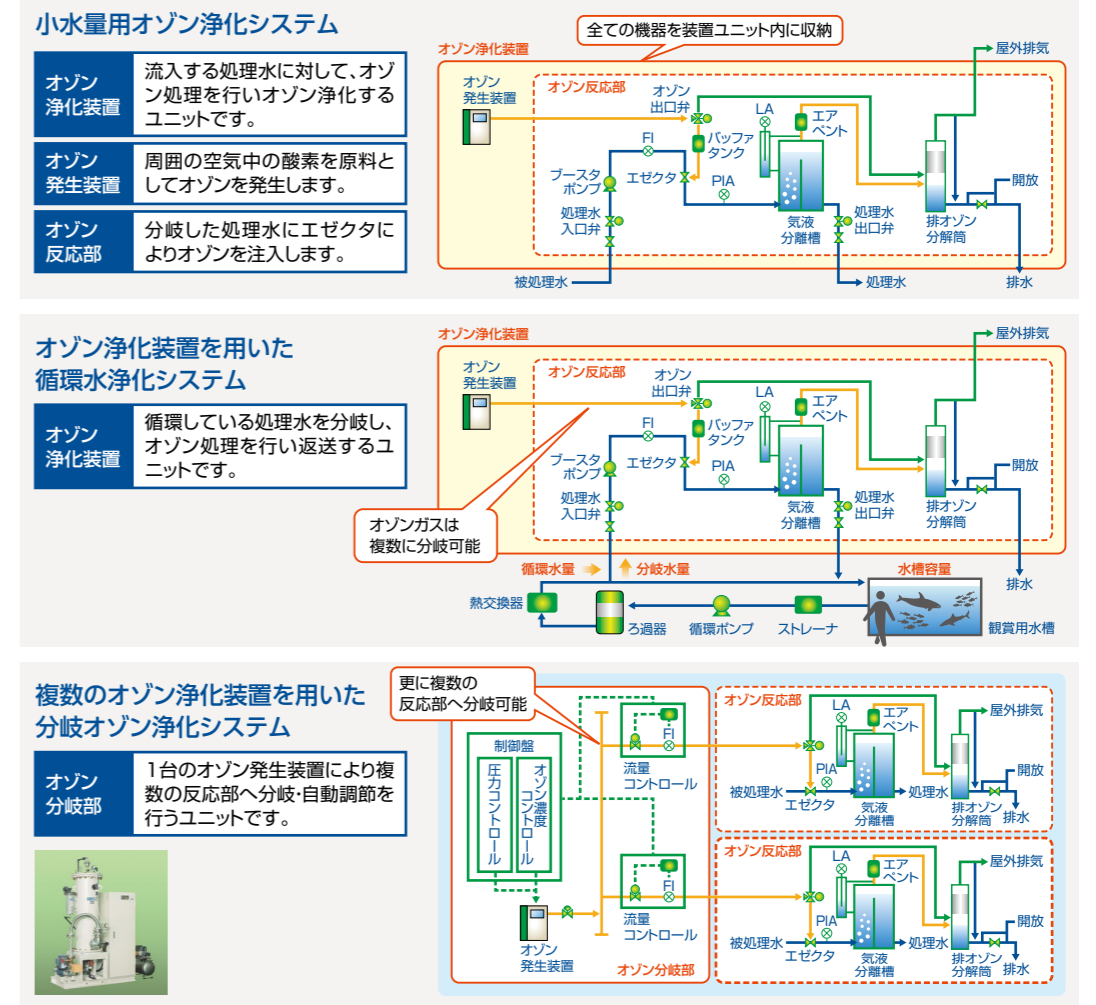 小水量用オゾン浄化システム
オゾン
浄化装置
流入する処理水に対して、オゾ
ン処理を行いオゾン浄化する
ユニットです。
オゾン
発生装置
周囲の空気中の酸素を原料と
してオゾンを発生します。
オゾン
反応部
分岐した処理水にエゼクタに
よりオゾンを注入します。
全ての機器を装置ユニット内に収納
オゾン浄化装置
屋外排気
オゾン
発生装置
オゾン反応部
オゾン
出口弁
LA
エア
ベント
FI
バッファ
タンク
ブースタ
ポンプ
エゼクタ
PIA
開放
処理水
入口弁
気液
分離槽
処理水
出口弁
排オゾン
分解筒
被処理水
処理水
排水
オゾン浄化装置を用いた
循環水浄化システム
オゾン
浄化装置
循環している処理水を分岐し、
オゾン処理を行い返送するユ
ニットです。
オゾン浄化装置
屋外排気
オゾン
発生装置
オゾン反応部
オゾン
出口弁
LA
エア
ベント
FI
バッファ
タンク
ブースタ
ポンプ
エゼクタ
PIA
開放
処理水
入口弁
気液
分離槽
処理水
出口弁
排オゾン
分解筒
オゾンガスは
複数に分岐可能
循環水量
分岐水量
水槽容量
排水
熱交換器
ろ過器
循環ポンプ
ストレーナ
観賞用水槽
複数のオゾン浄化装置を用いた
分岐オゾン浄化システム
オゾン
分岐部
1台のオゾン発生装置により複
数の反応部へ分岐・自動調節を
行うユニットです。
更に複数の
反応部へ分岐可能
制御盤
圧力コントロール
オゾン濃度
コントロール
FI
流量
コントロール
FI
流量
コントロール
オゾン
発生装置
オゾン分岐部
オゾン反応部
LA
エア
ベント
屋外排気
PIA
開放
被処理水
エゼクタ
気液
分離槽
処理水
排オゾン
分解筒
排水
オゾン反応部
LA
エア
ベント
屋外排気
PIA
開放
被処理水
エゼクタ
気液
分離槽
処理水
排オゾン
分解筒
排水